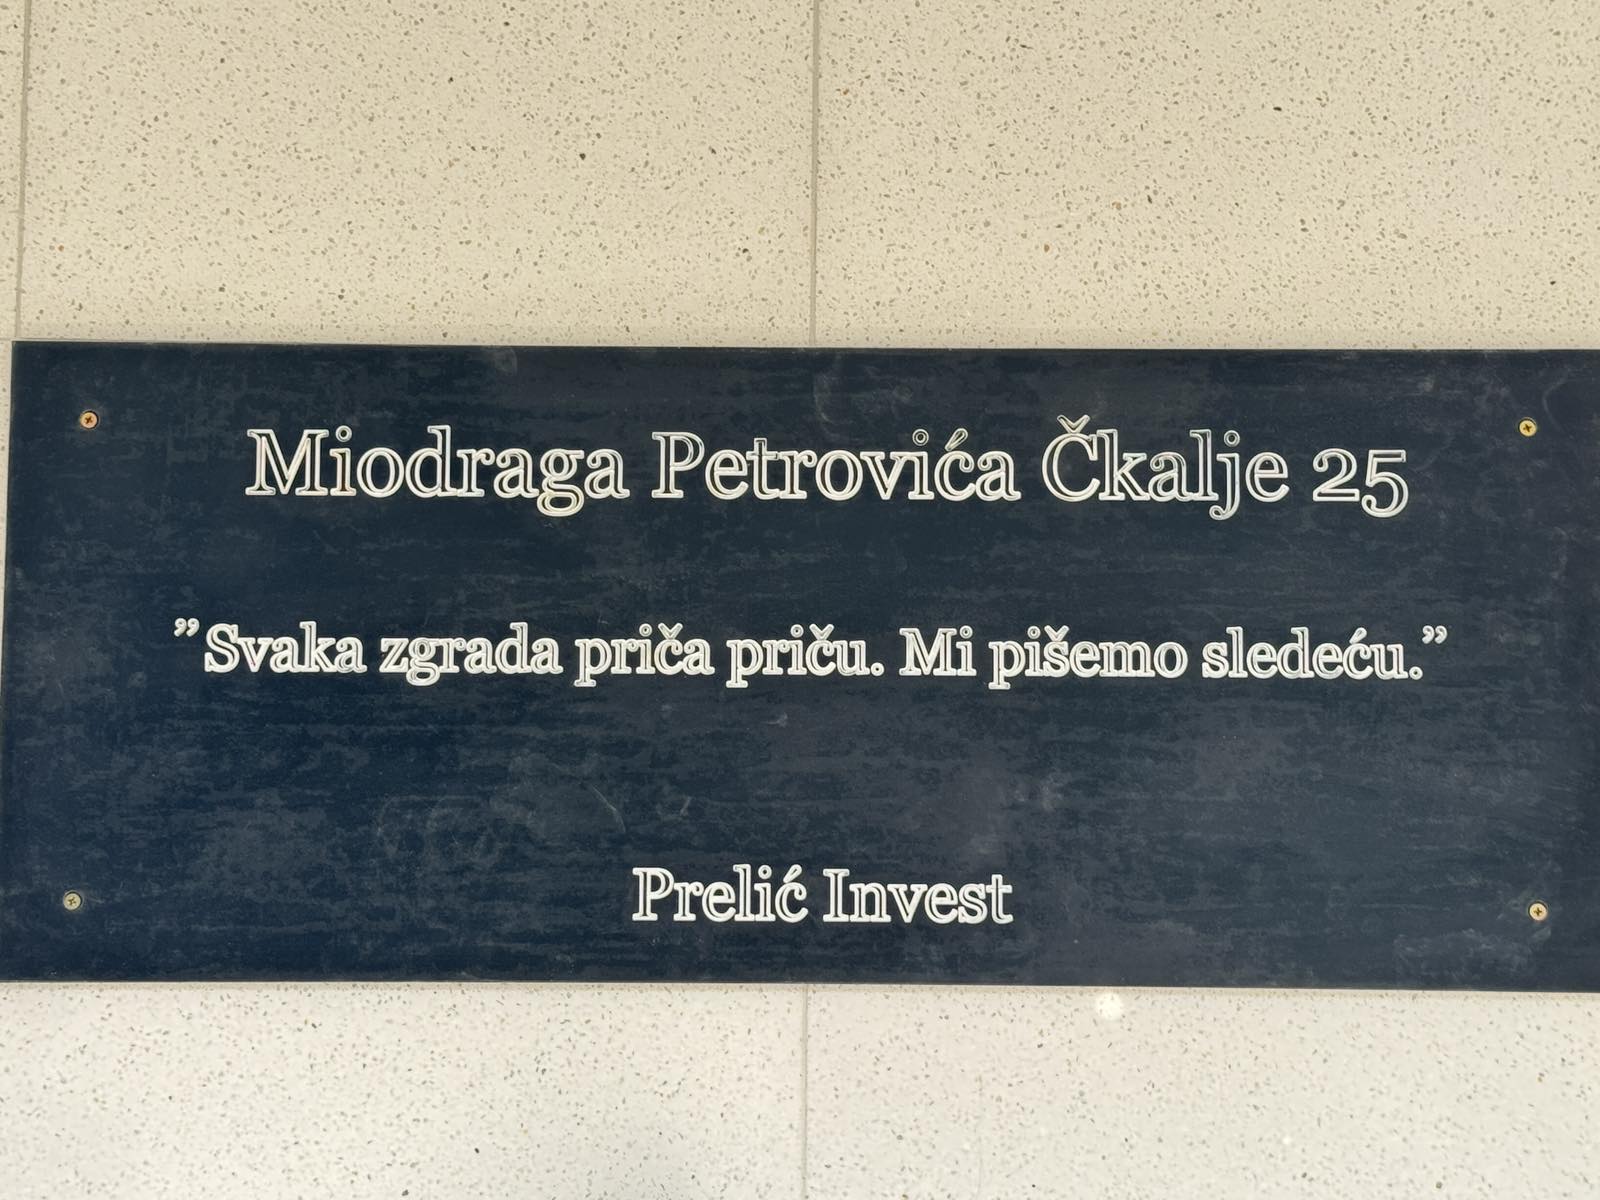 Miodraga Petrovića Čkalje 25
”Svaka zgrada priča priču. Mi pišemo sledeću.”
Prelić Invest